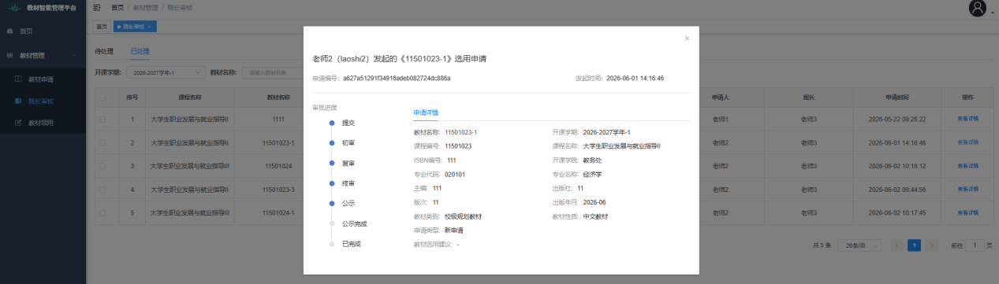 教材智能管理平台
首页 / 教材管理 / 院长审核
首页
教材管理
教材申请
院长审核
教材领用
首页 院长审核 ×
待处理 已处理
开课学期: 2026-2027学年-1 教材名称: 请输入教材名称
序号 课程名称 教材名称 申请人 组长 申请时间 操作
1 大学生职业发展与就业指导II 1111 老师1 老师3 2026-05-22 09:26:22 查看详情
2 大学生职业发展与就业指导II 11501023-1 老师2 老师3 2026-06-01 14:16:46 查看详情
3 大学生职业发展与就业指导III 11501024 老师2 老师3 2026-06-02 10:16:12 查看详情
4 大学生职业发展与就业指导II 11501023-3 老师2 老师3 2026-06-02 09:44:56 查看详情
5 大学生职业发展与就业指导III 11501024-1 老师2 老师3 2026-06-02 10:17:45 查看详情
共 5 条 20条/页 1 前往 1 页
×
老师2（laoshi2）发起的《11501023-1》选用申请
申请编号: a627a51291f34916adeb082724dc886a 发起时间: 2026-06-01 14:16:46
审批进度
提交
初审
复审
终审
公示
公示完成
已完成
申请详情
教材名称: 11501023-1 开课学期: 2026-2027学年-1
课程编号: 11501023 课程名称: 大学生职业发展与就业指导II
ISBN编号: 111 开课学院: 教务处
专业代码: 020101 专业名称: 经济学
主编: 111 出版社: 11
版次: 11 出版年月: 2026-06
教材类别: 校级规划教材 教材性质: 中文教材
申请类型: 新申请
教材选用建议: -